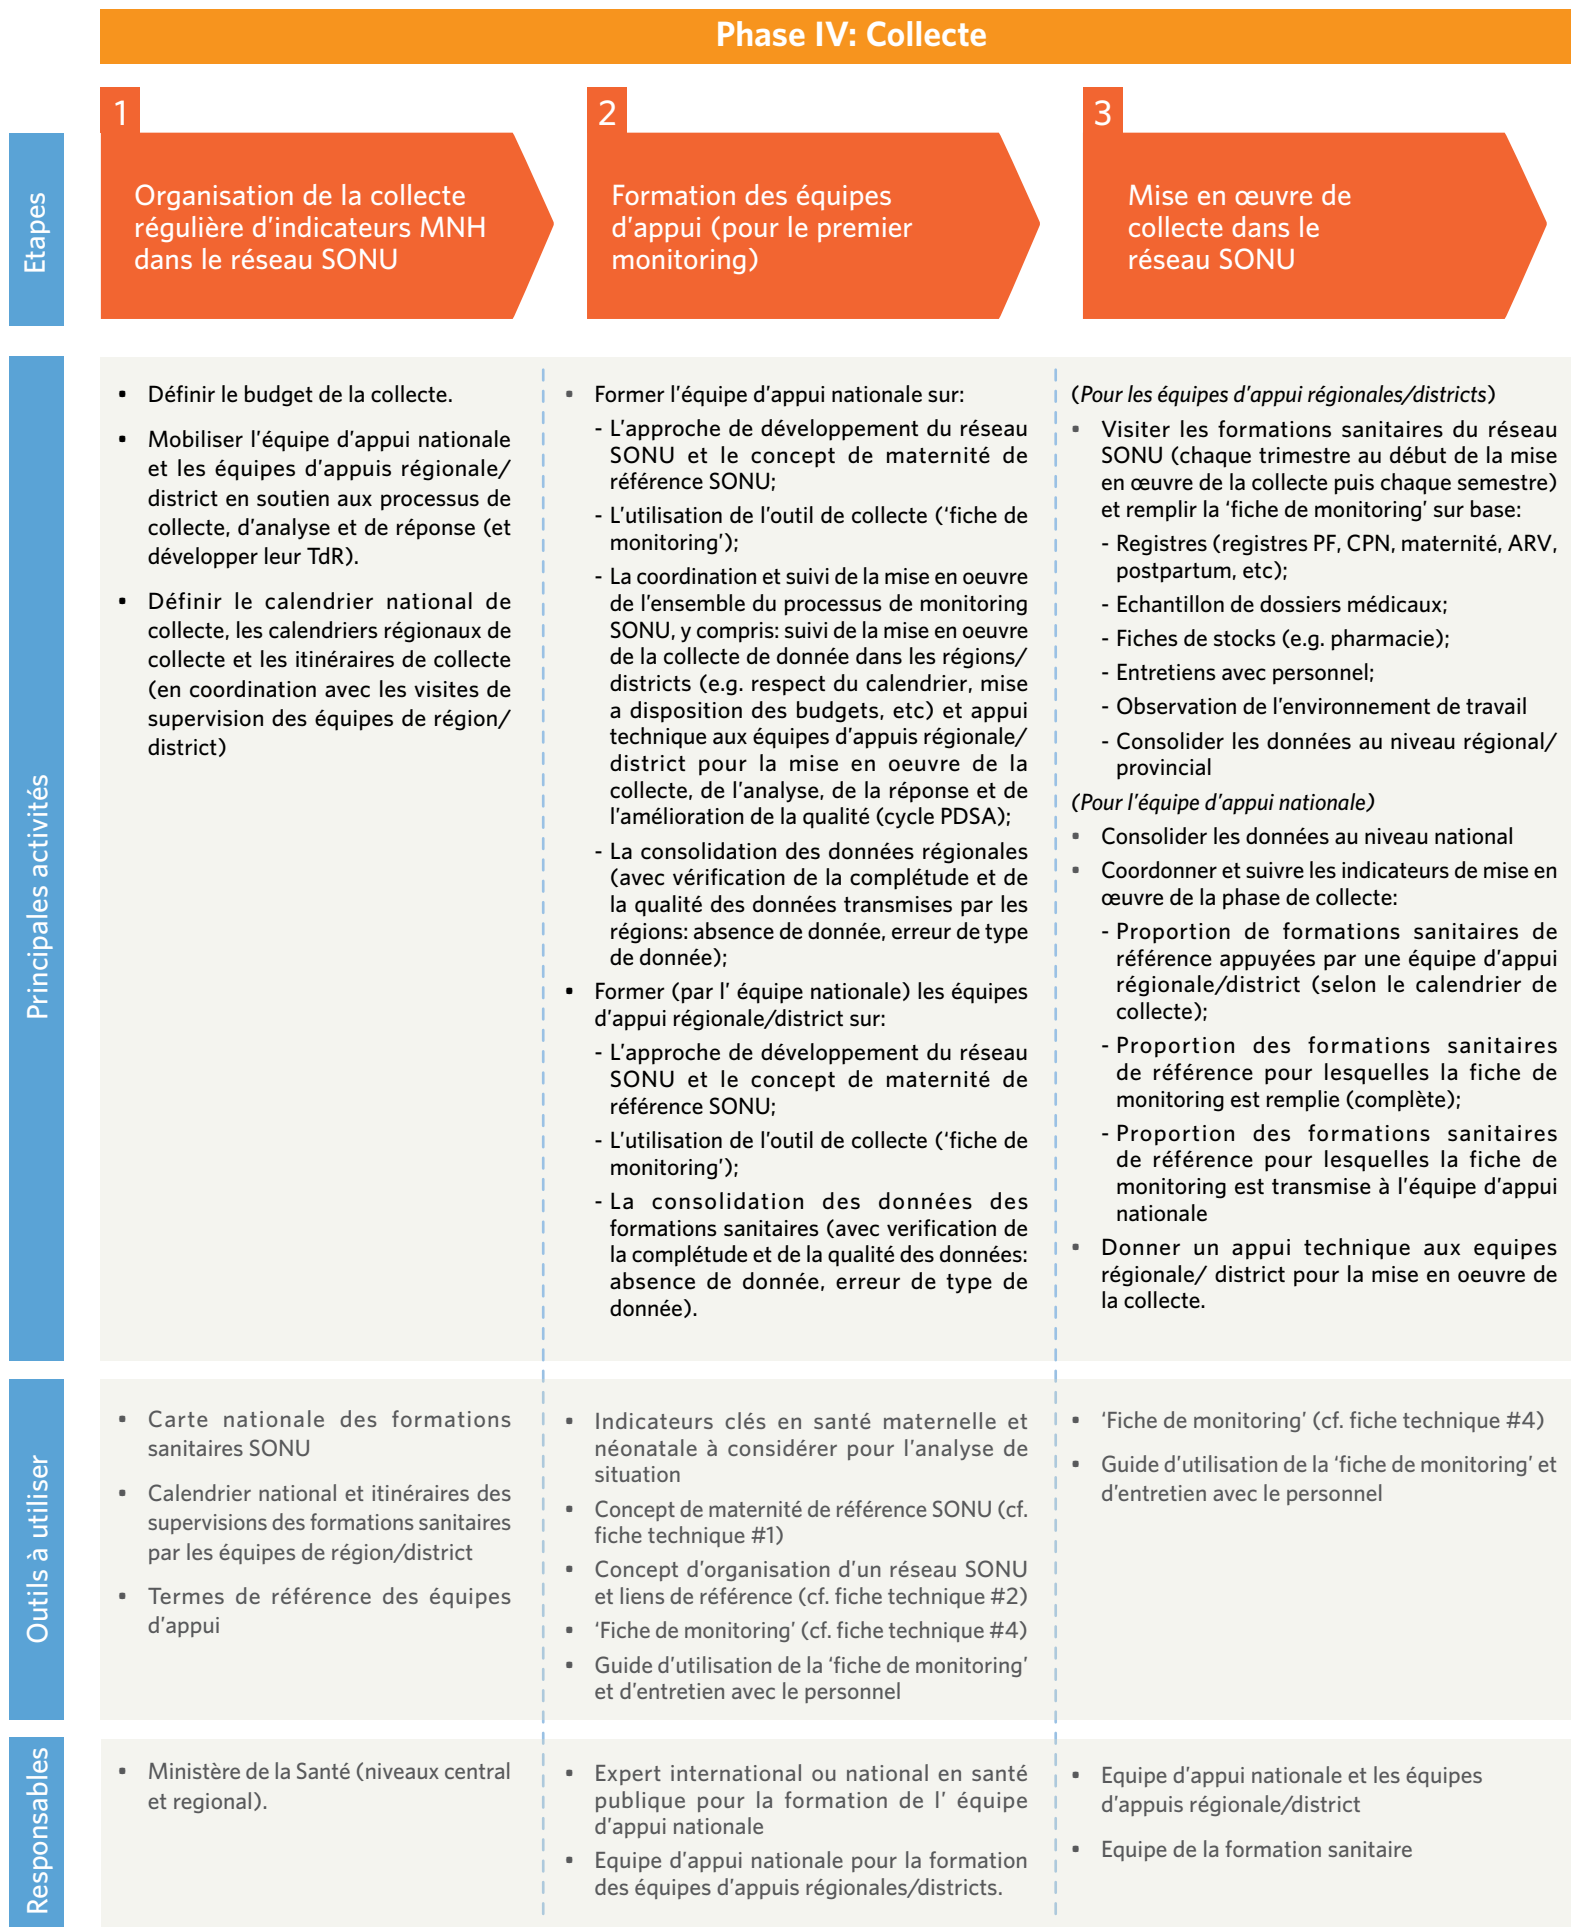 Phase IV: Collecte
Etapes
1
Organisation de la collecte
régulière d'indicateurs MNH
dans le réseau SONU
2
Formation des équipes
d'appui (pour le premier
monitoring)
3
Mise en œuvre de
collecte dans le
réseau SONU
Principales activités
▪ Définir le budget de la collecte.
▪ Mobiliser l'équipe d'appui nationale
et les équipes d'appuis régionale/
district en soutien aux processus de
collecte, d'analyse et de réponse (et
développer leur TdR).
▪ Définir le calendrier national de
collecte, les calendriers régionaux de
collecte et les itinéraires de collecte
(en coordination avec les visites de
supervision des équipes de région/
district)
▪ Former l'équipe d'appui nationale sur:
- L'approche de développement du réseau
SONU et le concept de maternité de
référence SONU;
- L'utilisation de l'outil de collecte ('fiche de
monitoring');
- La coordination et suivi de la mise en oeuvre
de l'ensemble du processus de monitoring
SONU, y compris: suivi de la mise en oeuvre
de la collecte de donnée dans les régions/
districts (e.g. respect du calendrier, mise
a disposition des budgets, etc) et appui
technique aux équipes d'appuis régionale/
district pour la mise en oeuvre de la
collecte, de l'analyse, de la réponse et de
l'amélioration de la qualité (cycle PDSA);
- La consolidation des données régionales
(avec vérification de la complétude et de
la qualité des données transmises par les
régions: absence de donnée, erreur de type
de donnée);
▪ Former (par l' équipe nationale) les équipes
d'appui régionale/district sur:
- L'approche de développement du réseau
SONU et le concept de maternité de
référence SONU;
- L'utilisation de l'outil de collecte ('fiche de
monitoring');
- La consolidation des données des
formations sanitaires (avec verification de
la complétude et de la qualité des données:
absence de donnée, erreur de type de
donnée).
(Pour les équipes d'appui régionales/districts)
▪ Visiter les formations sanitaires du réseau
SONU (chaque trimestre au début de la mise
en œuvre de la collecte puis chaque semestre)
et remplir la 'fiche de monitoring' sur base:
- Registres (registres PF, CPN, maternité, ARV,
postpartum, etc);
- Echantillon de dossiers médicaux;
- Fiches de stocks (e.g. pharmacie);
- Entretiens avec personnel;
- Observation de l'environnement de travail
- Consolider les données au niveau régional/
provincial
(Pour l'équipe d'appui nationale)
▪ Consolider les données au niveau national
▪ Coordonner et suivre les indicateurs de mise en
œuvre de la phase de collecte:
- Proportion de formations sanitaires de
référence appuyées par une équipe d'appui
régionale/district (selon le calendrier de
collecte);
- Proportion des formations sanitaires
de référence pour lesquelles la fiche de
monitoring est remplie (complète);
- Proportion des formations sanitaires
de référence pour lesquelles la fiche de
monitoring est transmise à l'équipe d'appui
nationale
▪ Donner un appui technique aux equipes
régionale/ district pour la mise en oeuvre de
la collecte.
Outils à utiliser
▪ Carte nationale des formations
sanitaires SONU
▪ Calendrier national et itinéraires des
supervisions des formations sanitaires
par les équipes de région/district
▪ Termes de référence des équipes
d'appui
▪ Indicateurs clés en santé maternelle et
néonatale à considérer pour l'analyse de
situation
▪ Concept de maternité de référence SONU (cf.
fiche technique #1)
▪ Concept d'organisation d'un réseau SONU
et liens de référence (cf. fiche technique #2)
▪ 'Fiche de monitoring' (cf. fiche technique #4)
▪ Guide d'utilisation de la 'fiche de monitoring'
et d'entretien avec le personnel
▪ 'Fiche de monitoring' (cf. fiche technique #4)
▪ Guide d'utilisation de la 'fiche de monitoring' et
d'entretien avec le personnel
Responsables
▪ Ministère de la Santé (niveaux central
et regional).
▪ Expert international ou national en santé
publique pour la formation de l' équipe
d'appui nationale
▪ Equipe d'appui nationale pour la formation
des équipes d'appuis régionales/districts.
▪ Equipe d'appui nationale et les équipes
d'appuis régionale/district
▪ Equipe de la formation sanitaire